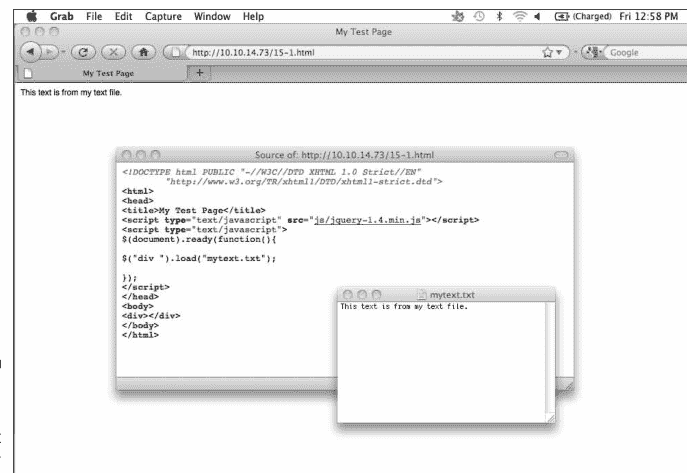 Grab File Edit Capture Window Help (Charged) Fri 12:58 PM
My Test Page
http://10.10.14.73/15-1.html Google
My Test Page +
This text is from my text file.
Source of: http://10.10.14.73/15-1.html
<!DOCTYPE html PUBLIC "-//W3C//DTD XHTML 1.0 Strict//EN"
"http://www.w3.org/TR/xhtml1/DTD/xhtml1-strict.dtd">
<html>
<head>
<title>My Test Page</title>
<script type="text/javascript" src="js/jquery-1.4.min.js"></script>
<script type="text/javascript">
$(document).ready(function(){
$("div ").load("mytext.txt");
});
</script>
</head>
<body>
<div></div>
</body>
</html>
mytext.txt
This text is from my text file.